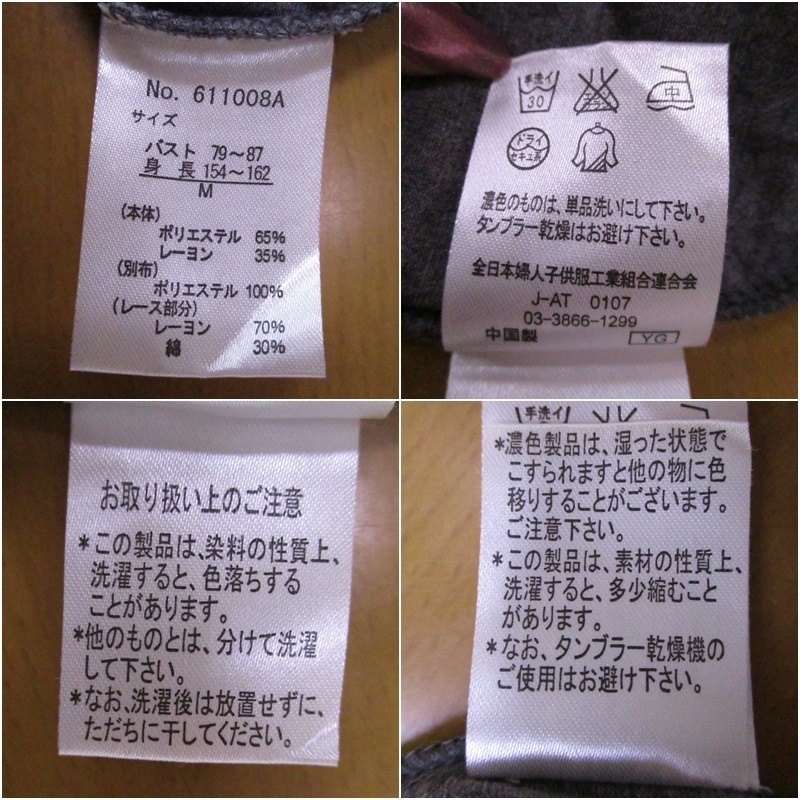 No. 611008A
サイズ
バスト 79～87
身 長 154～162
M
(本体)
ポリエステル 65%
レーヨン 35%
(別布)
ポリエステル 100%
(レース部分)
レーヨン 70%
綿 30%
手洗イ
30
中
ドライ
セキユ系
濃色のものは、単品洗いにして下さい。
タンブラー乾燥はお避け下さい。
全日本婦人子供服工業組合連合会
J-AT 0107
03-3866-1299
中国製 YG
お取り扱い上のご注意
*この製品は、染料の性質上、
洗濯すると、色落ちする
ことがあります。
*他のものとは、分けて洗濯
して下さい。
*なお、洗濯後は放置せずに、
ただちに干してください。
手洗イ
*濃色製品は、湿った状態で
こすられますと他の物に色
移りすることがございます。
ご注意下さい。
*この製品は、素材の性質上、
洗濯すると、多少縮むこと
があります。
*なお、タンブラー乾燥機の
ご使用はお避け下さい。